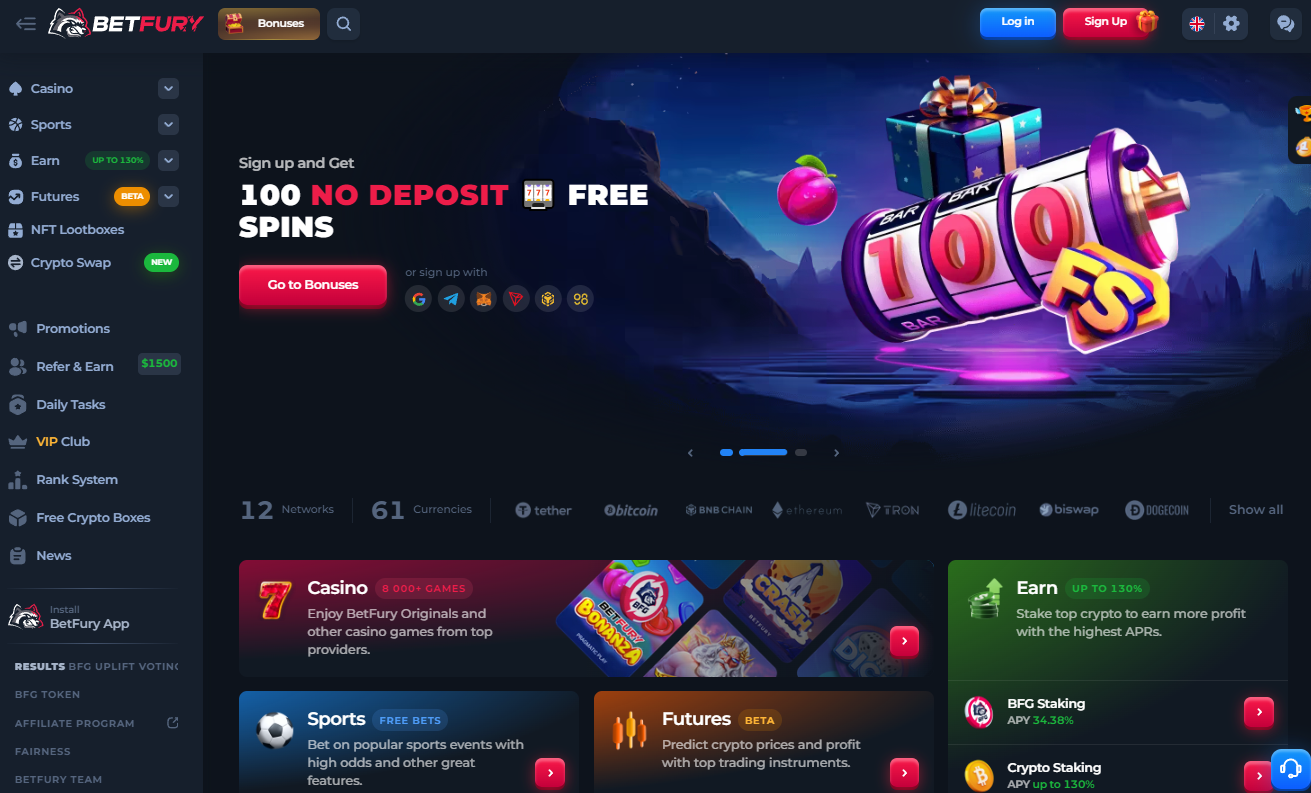 BETFURY
Bonuses
Log in
Sign Up
Casino
Sports
Earn UP TO 130%
Futures BETA
NFT Lootboxes
Crypto Swap NEW
Promotions
Refer & Earn $1500
Daily Tasks
VIP Club
Rank System
Free Crypto Boxes
News
Install
BetFury App
RESULTS BFG UPLIFT VOTING
BFG TOKEN
AFFILIATE PROGRAM
FAIRNESS
BETFURY TEAM
Sign up and Get
100 NO DEPOSIT 777 FREE
SPINS
Go to Bonuses
or sign up with
98
BAR BAR
100
FS
BAR
12 Networks
61 Currencies
tether
bitcoin
BNB CHAIN
ethereum
TRON
litecoin
biswap
DOGECOIN
Show all
7
Casino 8 000+ GAMES
Enjoy BetFury Originals and
other casino games from top
providers.
BFG
BETFURY
BONANZA
PRAGMATIC PLAY
CRASH
BETFURY
DICE
Earn UP TO 130%
Stake top crypto to earn more profit
with the highest APRs.
BFG Staking
APY 34.38%
Crypto Staking
APY up to 130%
Sports FREE BETS
Bet on popular sports events with
high odds and other great
features.
Futures BETA
Predict crypto prices and profit
with top trading instruments.